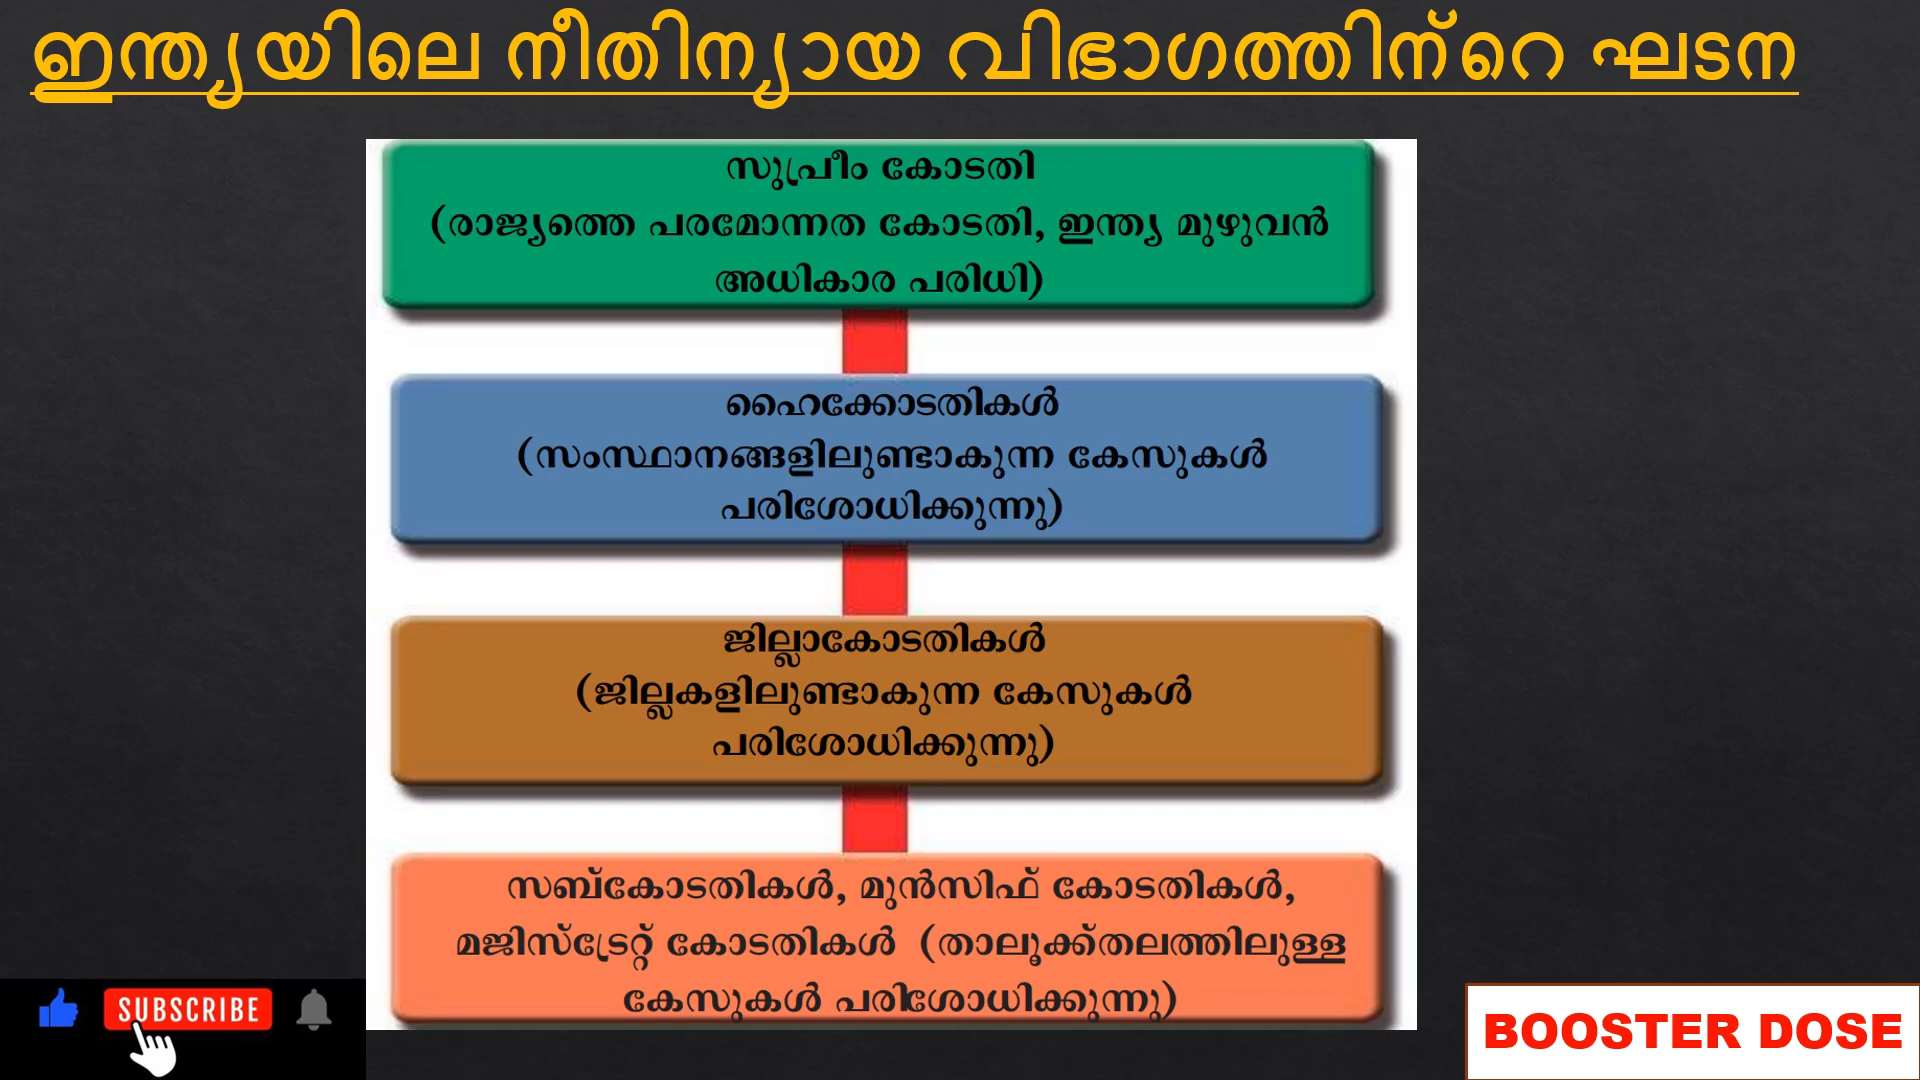 ഇന്ത്യയിലെ നീതിന്യായ വിഭാഗത്തിന്റെ ഘടന
സുപ്രീം കോടതി
(രാജ്യത്തെ പരമോന്നത കോടതി, ഇന്ത്യ മുഴുവൻ
അധികാര പരിധി)
ഹൈക്കോടതികൾ
(സംസ്ഥാനങ്ങളിലുണ്ടാകുന്ന കേസുകൾ
പരിശോധിക്കുന്നു)
ജില്ലാകോടതികൾ
(ജില്ലകളിലുണ്ടാകുന്ന കേസുകൾ
പരിശോധിക്കുന്നു)
സബ്കോടതികൾ, മുൻസിഫ് കോടതികൾ,
മജിസ്ട്രേറ്റ് കോടതികൾ (താലൂക്ക്തലത്തിലുള്ള
കേസുകൾ പരിശോധിക്കുന്നു)
SUBSCRIBE
BOOSTER DOSE